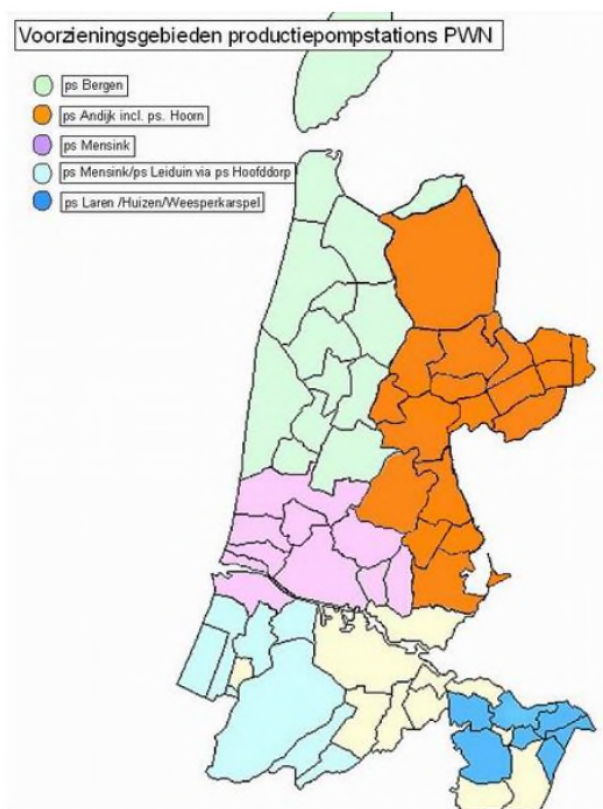 Voorzieningsgebieden productiepompstations PWN
ps Bergen
ps Andijk incl. ps. Hoorn
ps Mensink
ps Mensink/ps Leiduin via ps Hoofddorp
ps Laren /Huizen/Weesperkarspel